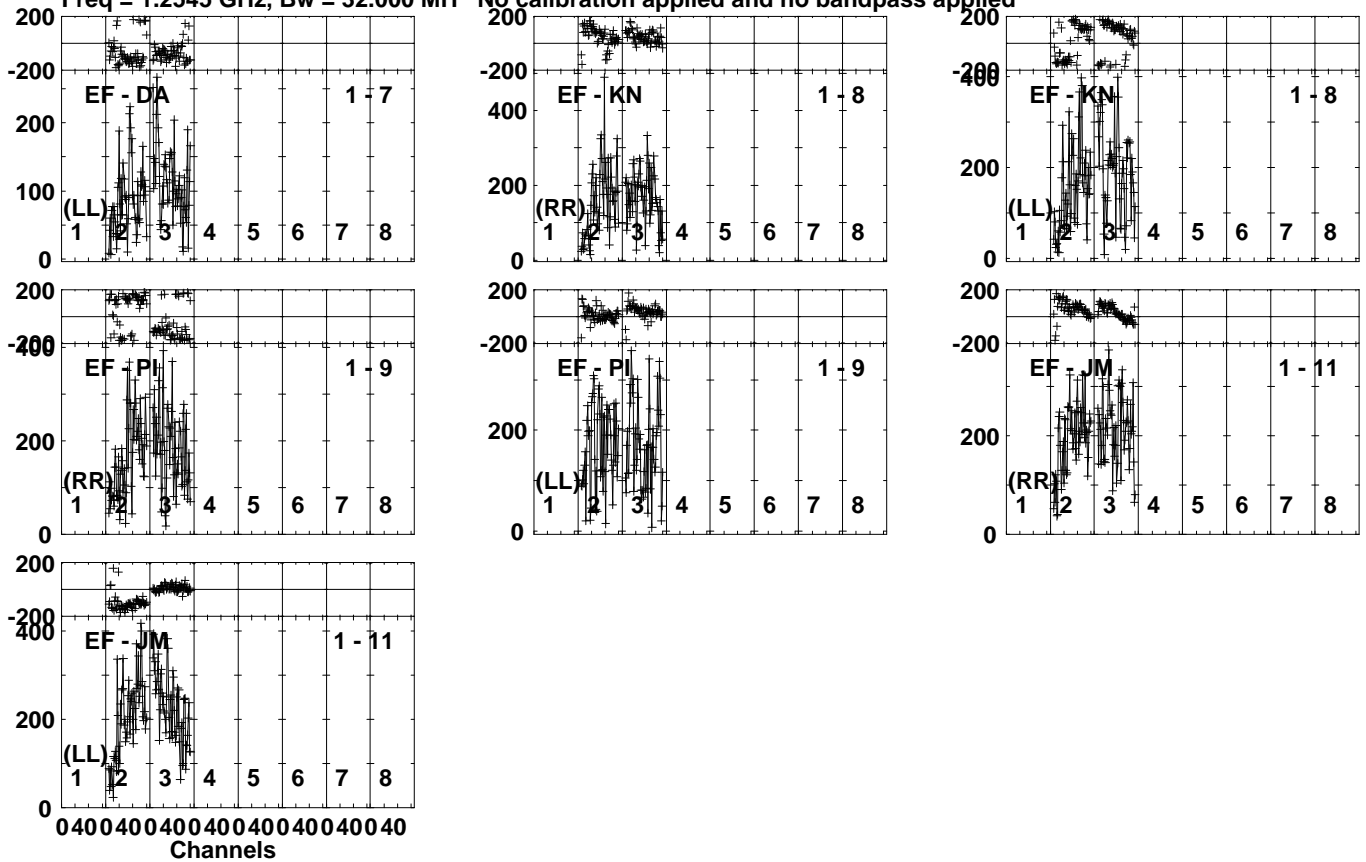 Freq = 1.2545 GHz, Bw = 32.000 MH No calibration applied and no bandpass applied
200
-200
EF - DA 1 - 7
200
100
(LL)
1 2 3 4 5 6 7 8
0
200
-200
EF - KN 1 - 8
400
200
(RR)
1 2 3 4 5 6 7 8
0
200
-200
400
EF - KN 1 - 8
200
(LL)
1 2 3 4 5 6 7 8
0
200
-200
400
EF - PI 1 - 9
200
(RR)
1 2 3 4 5 6 7 8
0
200
-200
EF - PI 1 - 9
200
(LL)
1 2 3 4 5 6 7 8
0
200
-200
EF - JM 1 - 11
200
(RR)
1 2 3 4 5 6 7 8
0
200
-200
400
EF - JM 1 - 11
200
(LL)
1 2 3 4 5 6 7 8
0
0 40 0 40 0 40 0 40 0 40 0 40 0 40 0 40
Channels